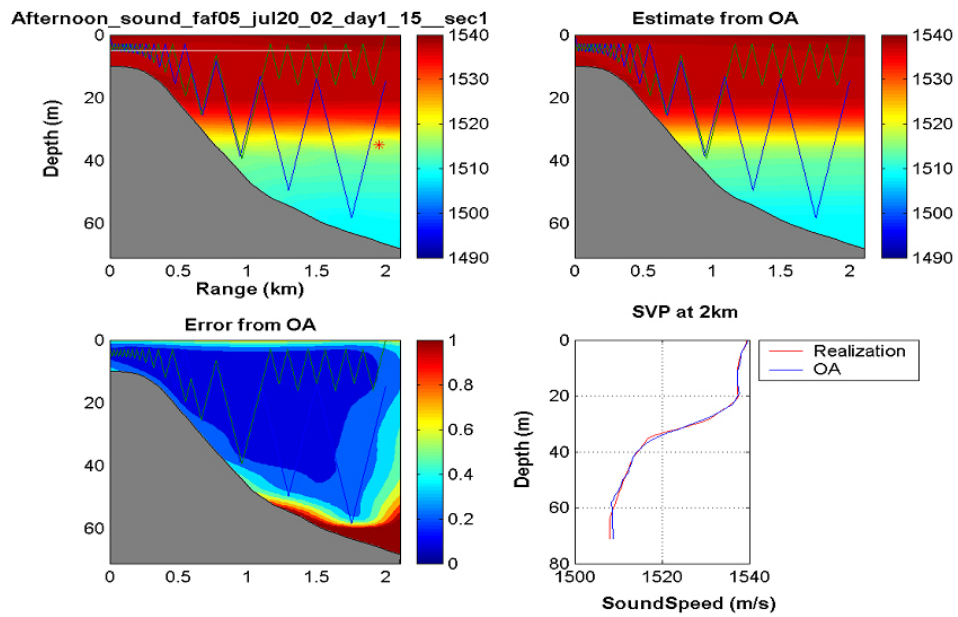 Afternoon_sound_faf05_jul20_02_day1_15__sec1
Depth (m)
0
20
40
60
0 0.5 1 1.5 2
Range (km)
1540
1530
1520
1510
1500
1490
Estimate from OA
0
20
40
60
0 0.5 1 1.5 2
1540
1530
1520
1510
1500
1490
Error from OA
0
20
40
60
0 0.5 1 1.5 2
1
0.8
0.6
0.4
0.2
0
SVP at 2km
Depth (m)
0
20
40
60
80
1500 1520 1540
SoundSpeed (m/s)
Realization
OA